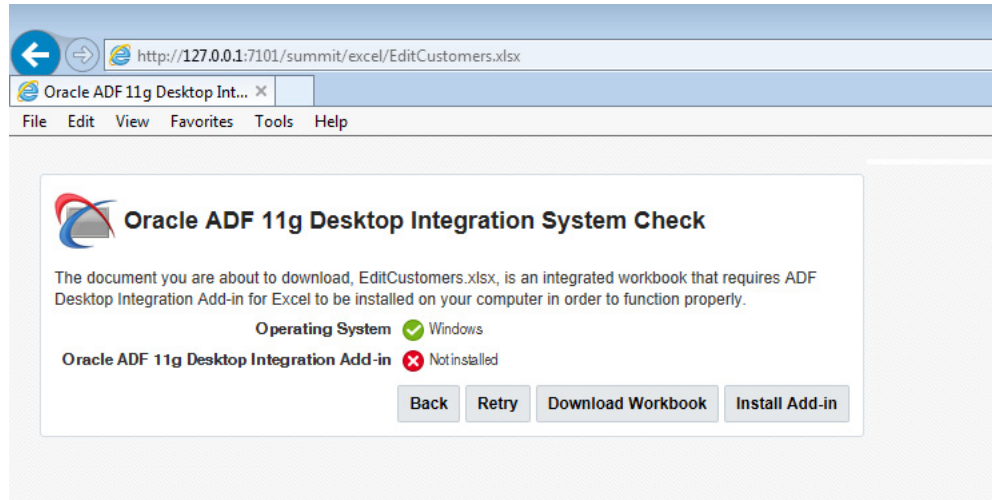 http://127.0.0.1:7101/summit/excel/EditCustomers.xlsx
Oracle ADF 11g Desktop Int...
File Edit View Favorites Tools Help
Oracle ADF 11g Desktop Integration System Check
The document you are about to download, EditCustomers.xlsx, is an integrated workbook that requires ADF
Desktop Integration Add-in for Excel to be installed on your computer in order to function properly.
Operating System Windows
Oracle ADF 11g Desktop Integration Add-in Not installed
Back Retry Download Workbook Install Add-in